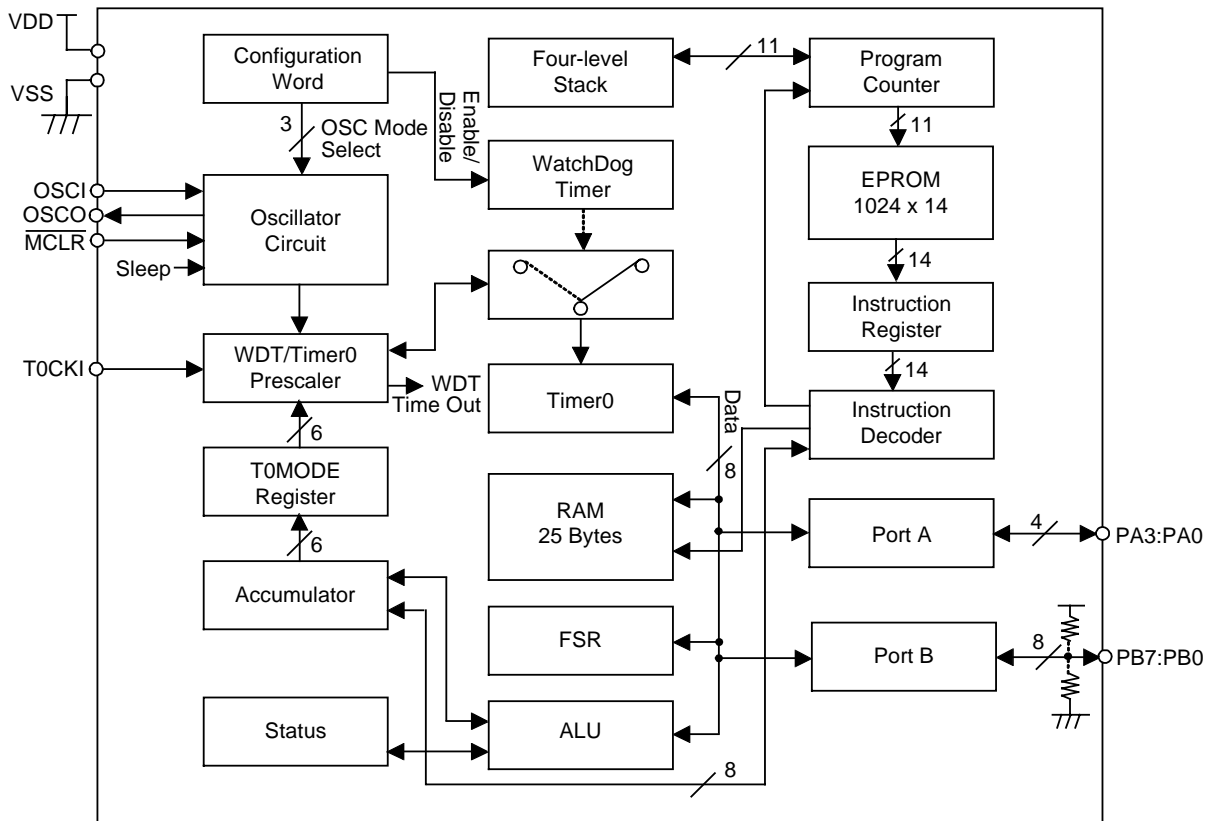 VDD
VSS
Configuration
Word
3
OSC Mode
Select
Enable/
Disable
Four-level
Stack
11
Program
Counter
11
WatchDog
Timer
EPROM
1024 x 14
14
OSCI
OSCO
MCLR
Sleep
Oscillator
Circuit
Instruction
Register
14
T0CKI
WDT/Timer0
Prescaler
WDT
Time Out
Timer0
Data
8
Instruction
Decoder
6
T0MODE
Register
6
RAM
25 Bytes
Port A
4
PA3:PA0
Accumulator
FSR
Port B
8
PB7:PB0
Status
ALU
8